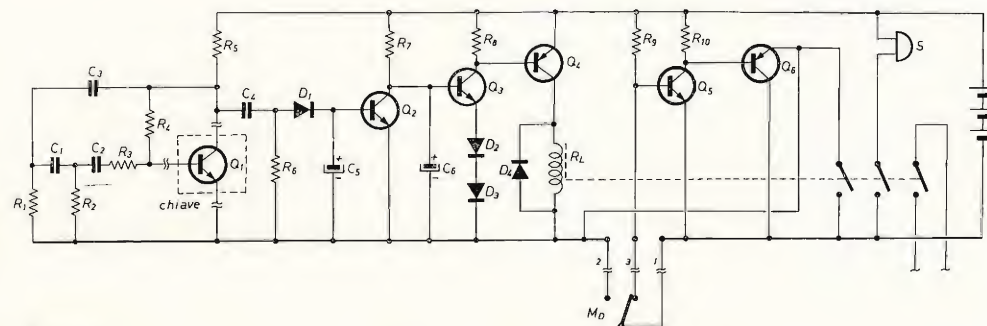 R5
R7
R8
R9
R10
S
C3
Q4
Q6
C4
D1
Q3
Q5
R4
Q2
C1
C2
R3
Q1
D2
RL
R6
C5
+
-
C6
+
-
D4
R1
R2
chiave
D3
2
3
1
MD